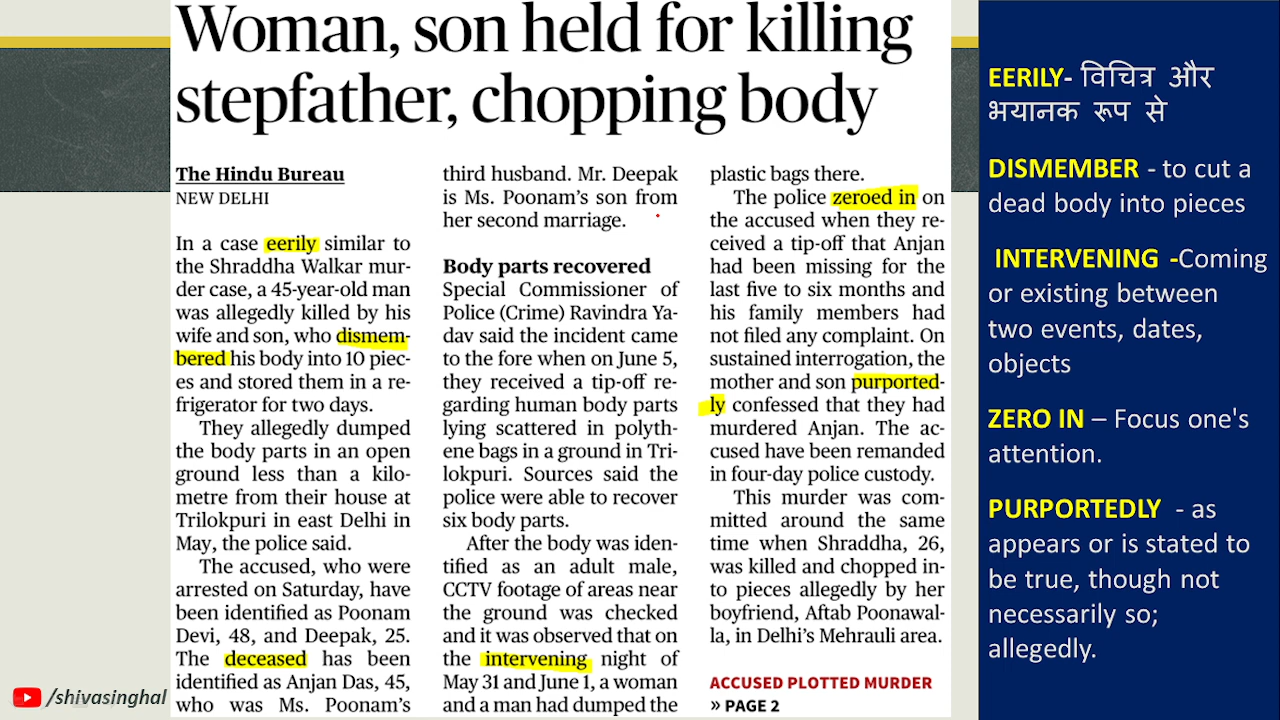 Woman, son held for killing
stepfather, chopping body
The Hindu Bureau
NEW DELHI
In a case eerily similar to
the Shraddha Walkar mur-
der case, a 45-year-old man
was allegedly killed by his
wife and son, who dismem-
bered his body into 10 piec-
es and stored them in a re-
frigerator for two days.
They allegedly dumped
the body parts in an open
ground less than a kilo-
metre from their house at
Trilokpuri in east Delhi in
May, the police said.
The accused, who were
arrested on Saturday, have
been identified as Poonam
Devi, 48, and Deepak, 25.
The deceased has been
identified as Anjan Das, 45,
who was Ms. Poonam’s
third husband. Mr. Deepak
is Ms. Poonam’s son from
her second marriage.
Body parts recovered
Special Commissioner of
Police (Crime) Ravindra Ya-
dav said the incident came
to the fore when on June 5,
they received a tip-off re-
garding human body parts
lying scattered in polyth-
ene bags in a ground in Tri-
lokpuri. Sources said the
police were able to recover
six body parts.
After the body was iden-
tified as an adult male,
CCTV footage of areas near
the ground was checked
and it was observed that on
the intervening night of
May 31 and June 1, a woman
and a man had dumped the
plastic bags there.
The police zeroed in on
the accused when they re-
ceived a tip-off that Anjan
had been missing for the
last five to six months and
his family members had
not filed any complaint. On
sustained interrogation, the
mother and son purported-
ly confessed that they had
murdered Anjan. The ac-
cused have been remanded
in four-day police custody.
This murder was com-
mitted around the same
time when Shraddha, 26,
was killed and chopped in-
to pieces allegedly by her
boyfriend, Aftab Poonawal-
la, in Delhi’s Mehrauli area.
ACCUSED PLOTTED MURDER
» PAGE 2
EERILY- विचित्र और
भयानक रूप से
DISMEMBER - to cut a
dead body into pieces
INTERVENING -Coming
or existing between
two events, dates,
objects
ZERO IN – Focus one's
attention.
PURPORTEDLY - as
appears or is stated to
be true, though not
necessarily so;
allegedly.
/shivasinghal